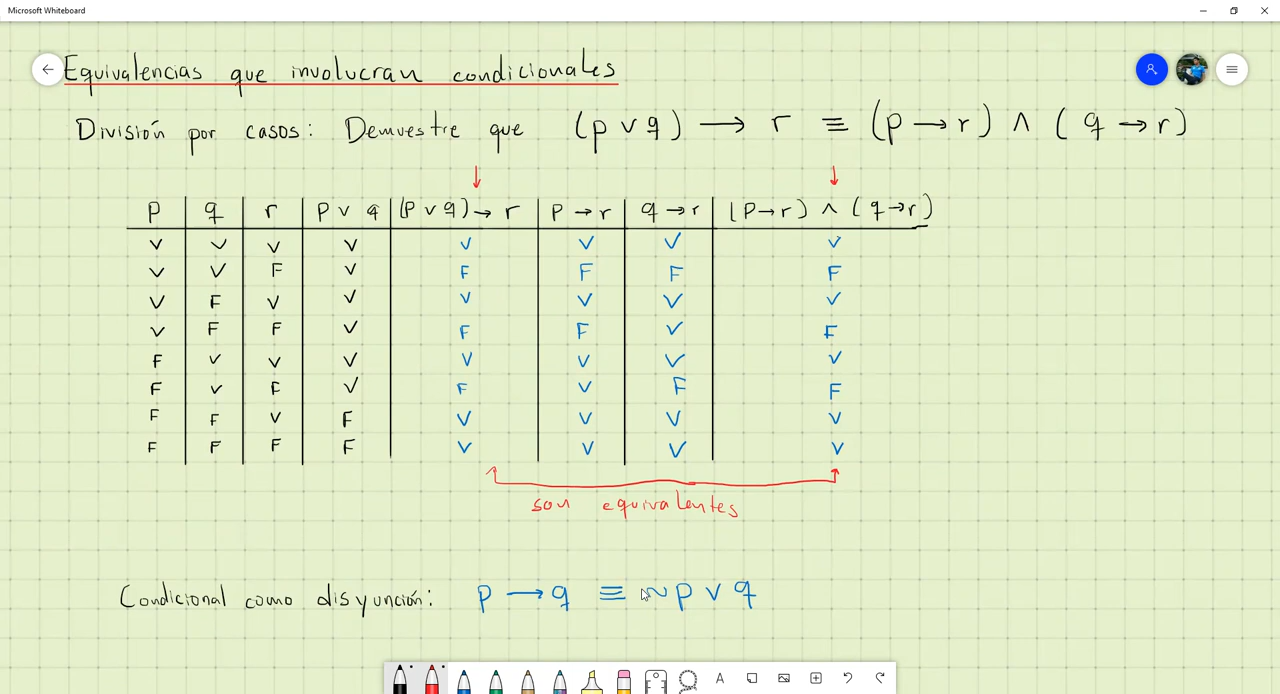 Microsoft Whiteboard
Equivalencias que involucran condicionales
División por casos: Demuestre que (p ∨ q) → r ≡ (p → r) ∧ (q → r)
p q r p ∨ q (p ∨ q) → r p → r q → r (p → r) ∧ (q → r)
V V V V V V V V
V V F V F F F F
V F V V V V V V
V F F V F F V F
F V V V V V V V
F V F V F V F F
F F V F V V V V
F F F F V V V V
son equivalentes
Condicional como disyunción: p → q ≡ ~p ∨ q
A